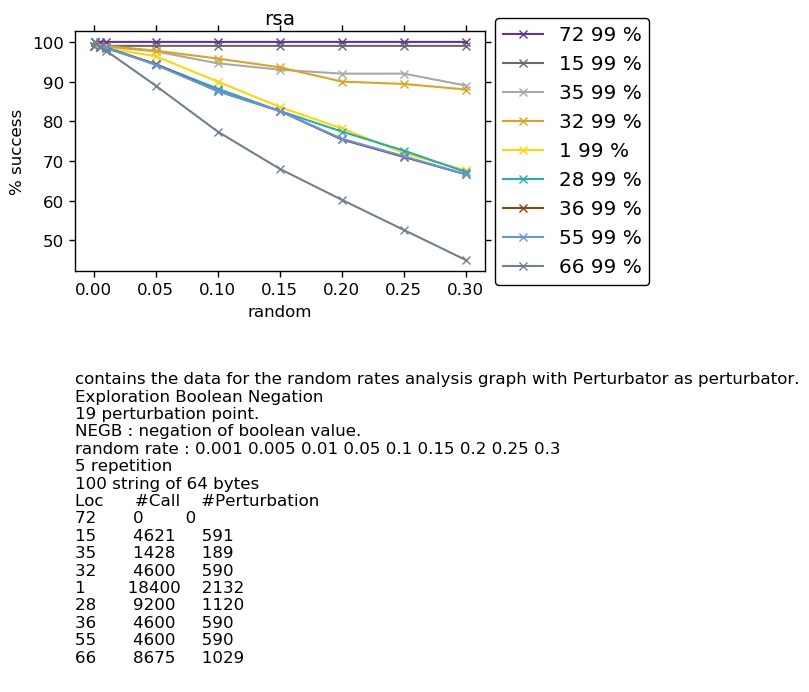 rsa
100
90
80
70
60
50
% success
0.00 0.05 0.10 0.15 0.20 0.25 0.30
random
72 99 %
15 99 %
35 99 %
32 99 %
1 99 %
28 99 %
36 99 %
55 99 %
66 99 %
contains the data for the random rates analysis graph with Perturbator as perturbator.
Exploration Boolean Negation
19 perturbation point.
NEGB : negation of boolean value.
random rate : 0.001 0.005 0.01 0.05 0.1 0.15 0.2 0.25 0.3
5 repetition
100 string of 64 bytes
Loc #Call #Perturbation
72 0 0
15 4621 591
35 1428 189
32 4600 590
1 18400 2132
28 9200 1120
36 4600 590
55 4600 590
66 8675 1029